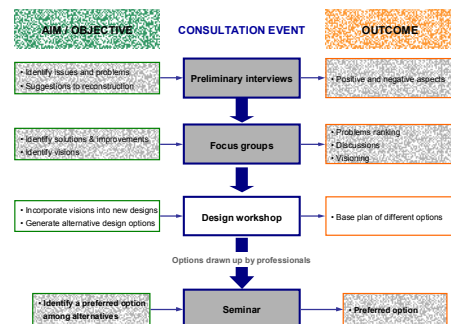 AIM / OBJECTIVE
CONSULTATION EVENT
OUTCOME
• Identify issues and problems
• Suggestions to reconstruction
Preliminary interviews
• Positive and negative aspects
• Identify solutions & improvements
• Identify visions
Focus groups
• Problems ranking
• Discussions
• Visioning
• Incorporate visions into new designs
• Generate alternative design options
Design workshop
• Base plan of different options
Options drawn up by professionals
• Identify a preferred option
among alternatives
Seminar
• Preferred option